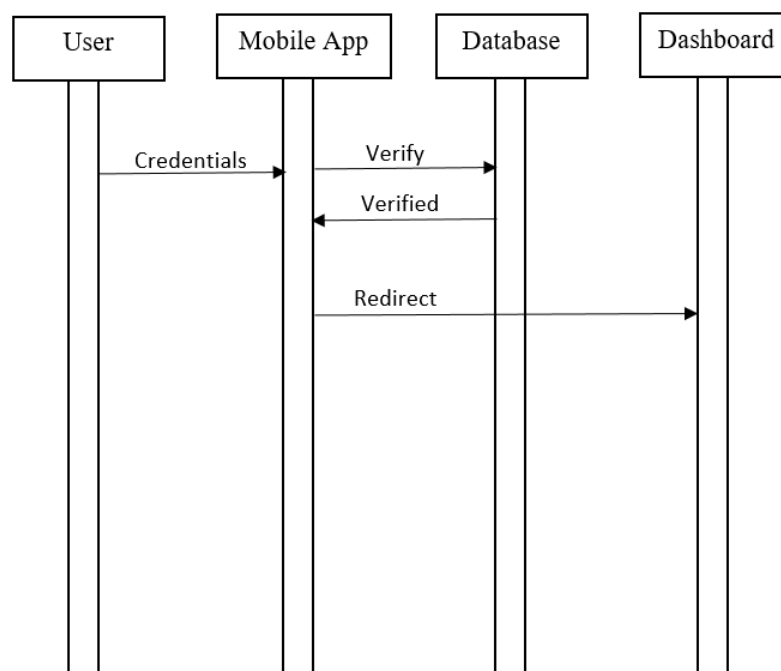 User
Mobile App
Database
Dashboard
Credentials
Verify
Verified
Redirect